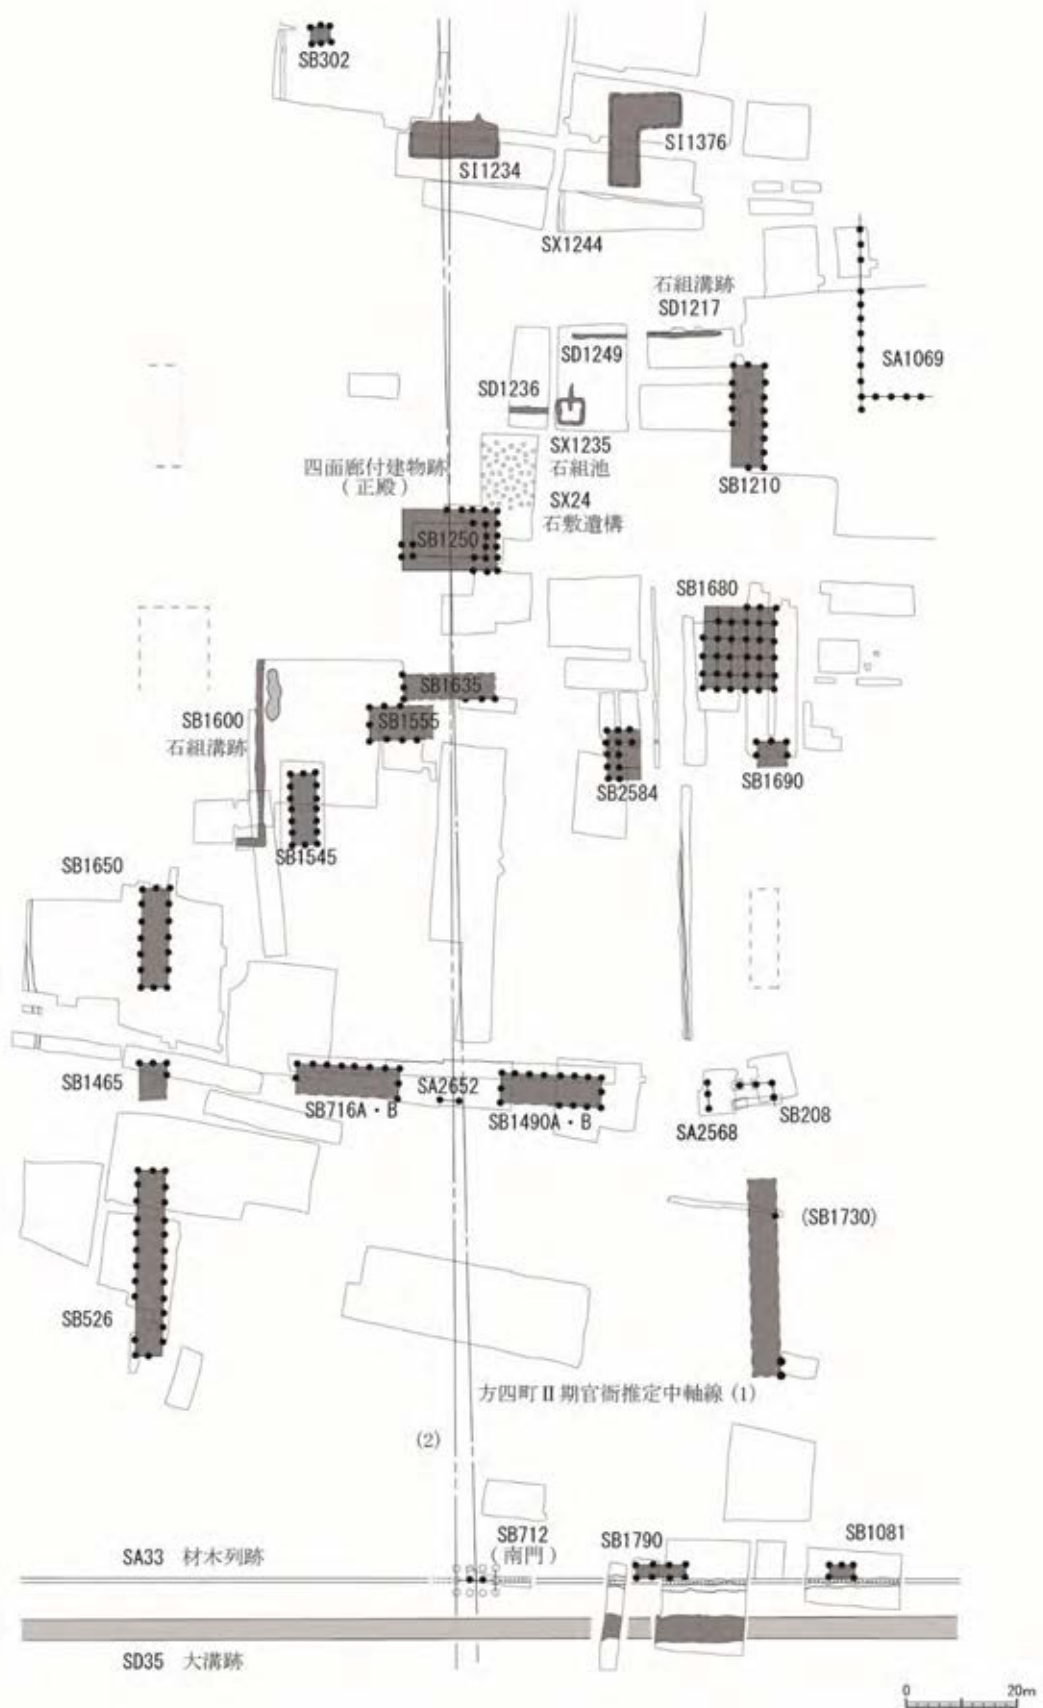 SB302
SI1234
SI1376
SX1244
石組溝跡
SD1217
SD1249
SA1069
SD1236
SX1235
石組池
四面廊付建物跡
(正殿)
SX24
石敷遺構
SB1210
SB1250
SB1680
SB1635
SB1600
石組溝跡
SB1555
SB1690
SB2584
SB1545
SB1650
SB1465
SA2652
SB716A・B
SB1490A・B
SB208
SA2568
(SB1730)
SB526
方四町Ⅱ期官衙推定中軸線(1)
(2)
SB712
(南門)
SB1790
SB1081
SA33 材木列跡
SD35 大溝跡
0 20m